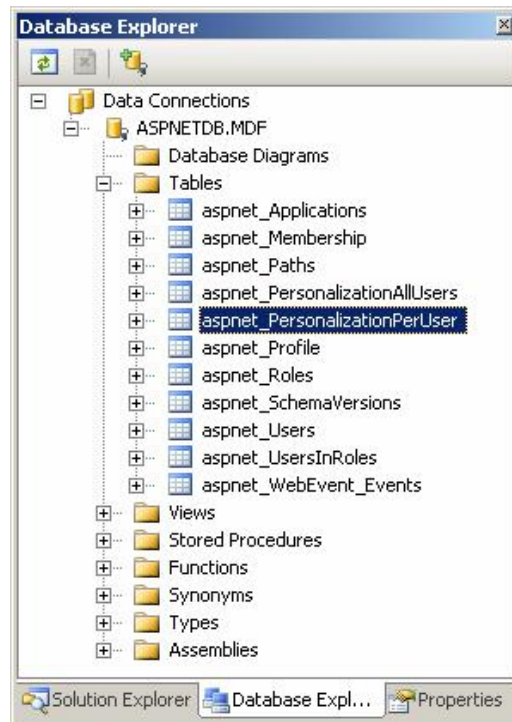 Database Explorer
Data Connections
ASPNETDB.MDF
Database Diagrams
Tables
aspnet_Applications
aspnet_Membership
aspnet_Paths
aspnet_PersonalizationAllUsers
aspnet_PersonalizationPerUser
aspnet_Profile
aspnet_Roles
aspnet_SchemaVersions
aspnet_Users
aspnet_UsersInRoles
aspnet_WebEvent_Events
Views
Stored Procedures
Functions
Synonyms
Types
Assemblies
Solution Explorer Database Expl... Properties